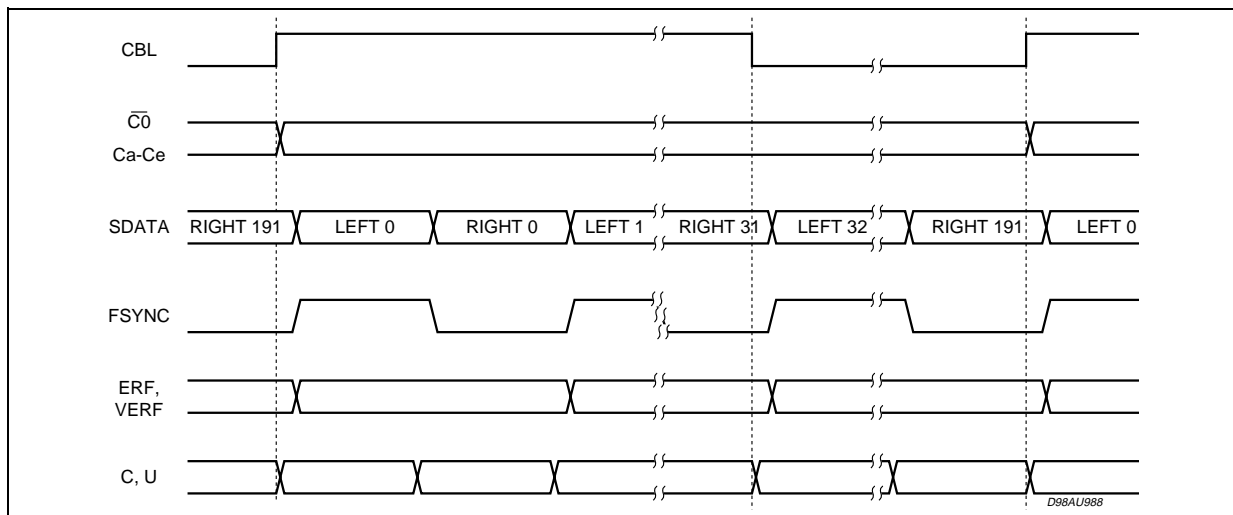 CBL
C0
Ca-Ce
SDATA RIGHT 191 LEFT 0 RIGHT 0 LEFT 1 RIGHT 31 LEFT 32 RIGHT 191 LEFT 0
FSYNC
ERF,
VERF
C, U
D98AU988